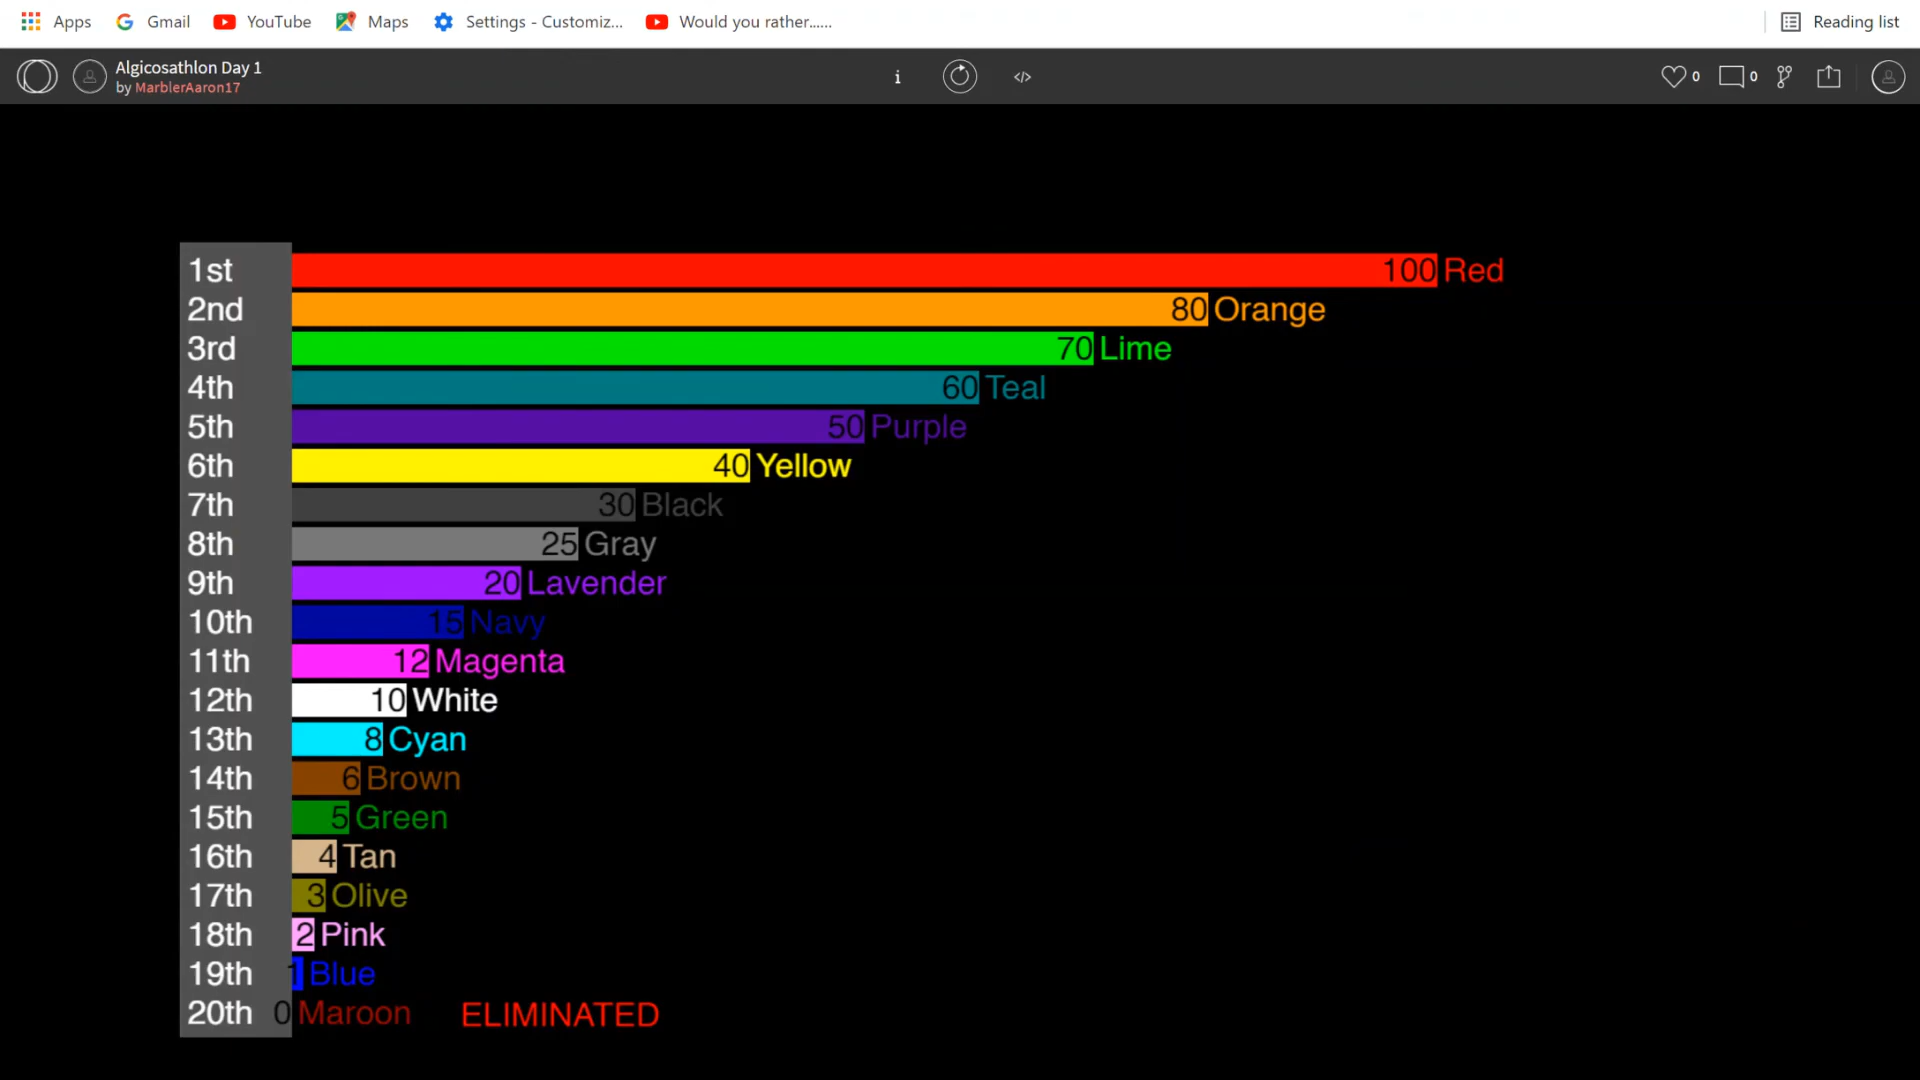 Apps Gmail YouTube Maps Settings - Customiz... Would you rather...... Reading list
Algicosathlon Day 1
by MarblerAaron17
i </> 0 0
1st 100 Red
2nd 80 Orange
3rd 70 Lime
4th 60 Teal
5th 50 Purple
6th 40 Yellow
7th 30 Black
8th 25 Gray
9th 20 Lavender
10th 15 Navy
11th 12 Magenta
12th 10 White
13th 8 Cyan
14th 6 Brown
15th 5 Green
16th 4 Tan
17th 3 Olive
18th 2 Pink
19th 1 Blue
20th 0 Maroon ELIMINATED